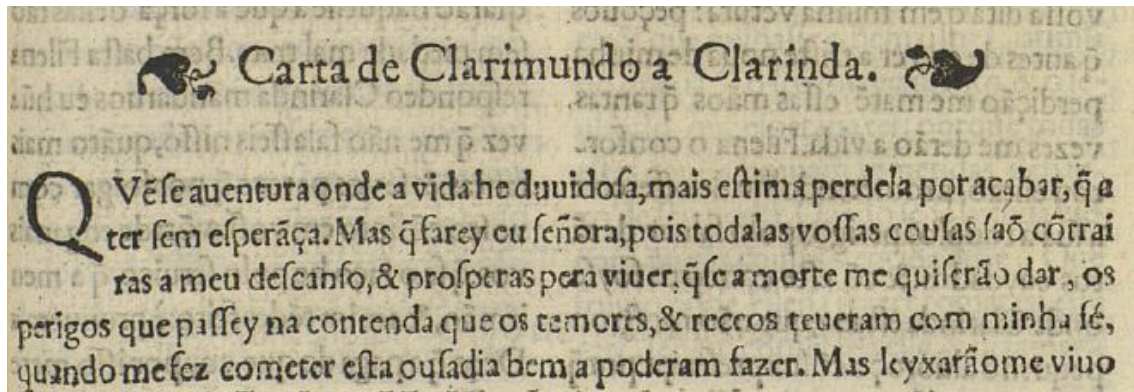 Carta de Clarimundo a Clarinda.
QVẽ se auentura onde a vida he duuidosa, mais estima perdela por acabar, q̃ a
ter sem esperãça. Mas q̃ farey eu señora, pois todalas vossas cousas saõ cõtrai
ras a meu descanso, & prosperas pera viuer, q̃ se a morte me quiserão dar, os
perigos que passey na contenda que os temores, & receos teueram com minha fé,
quando me fez cometer esta ousadia bem a poderam fazer. Mas leyxarãome viuo